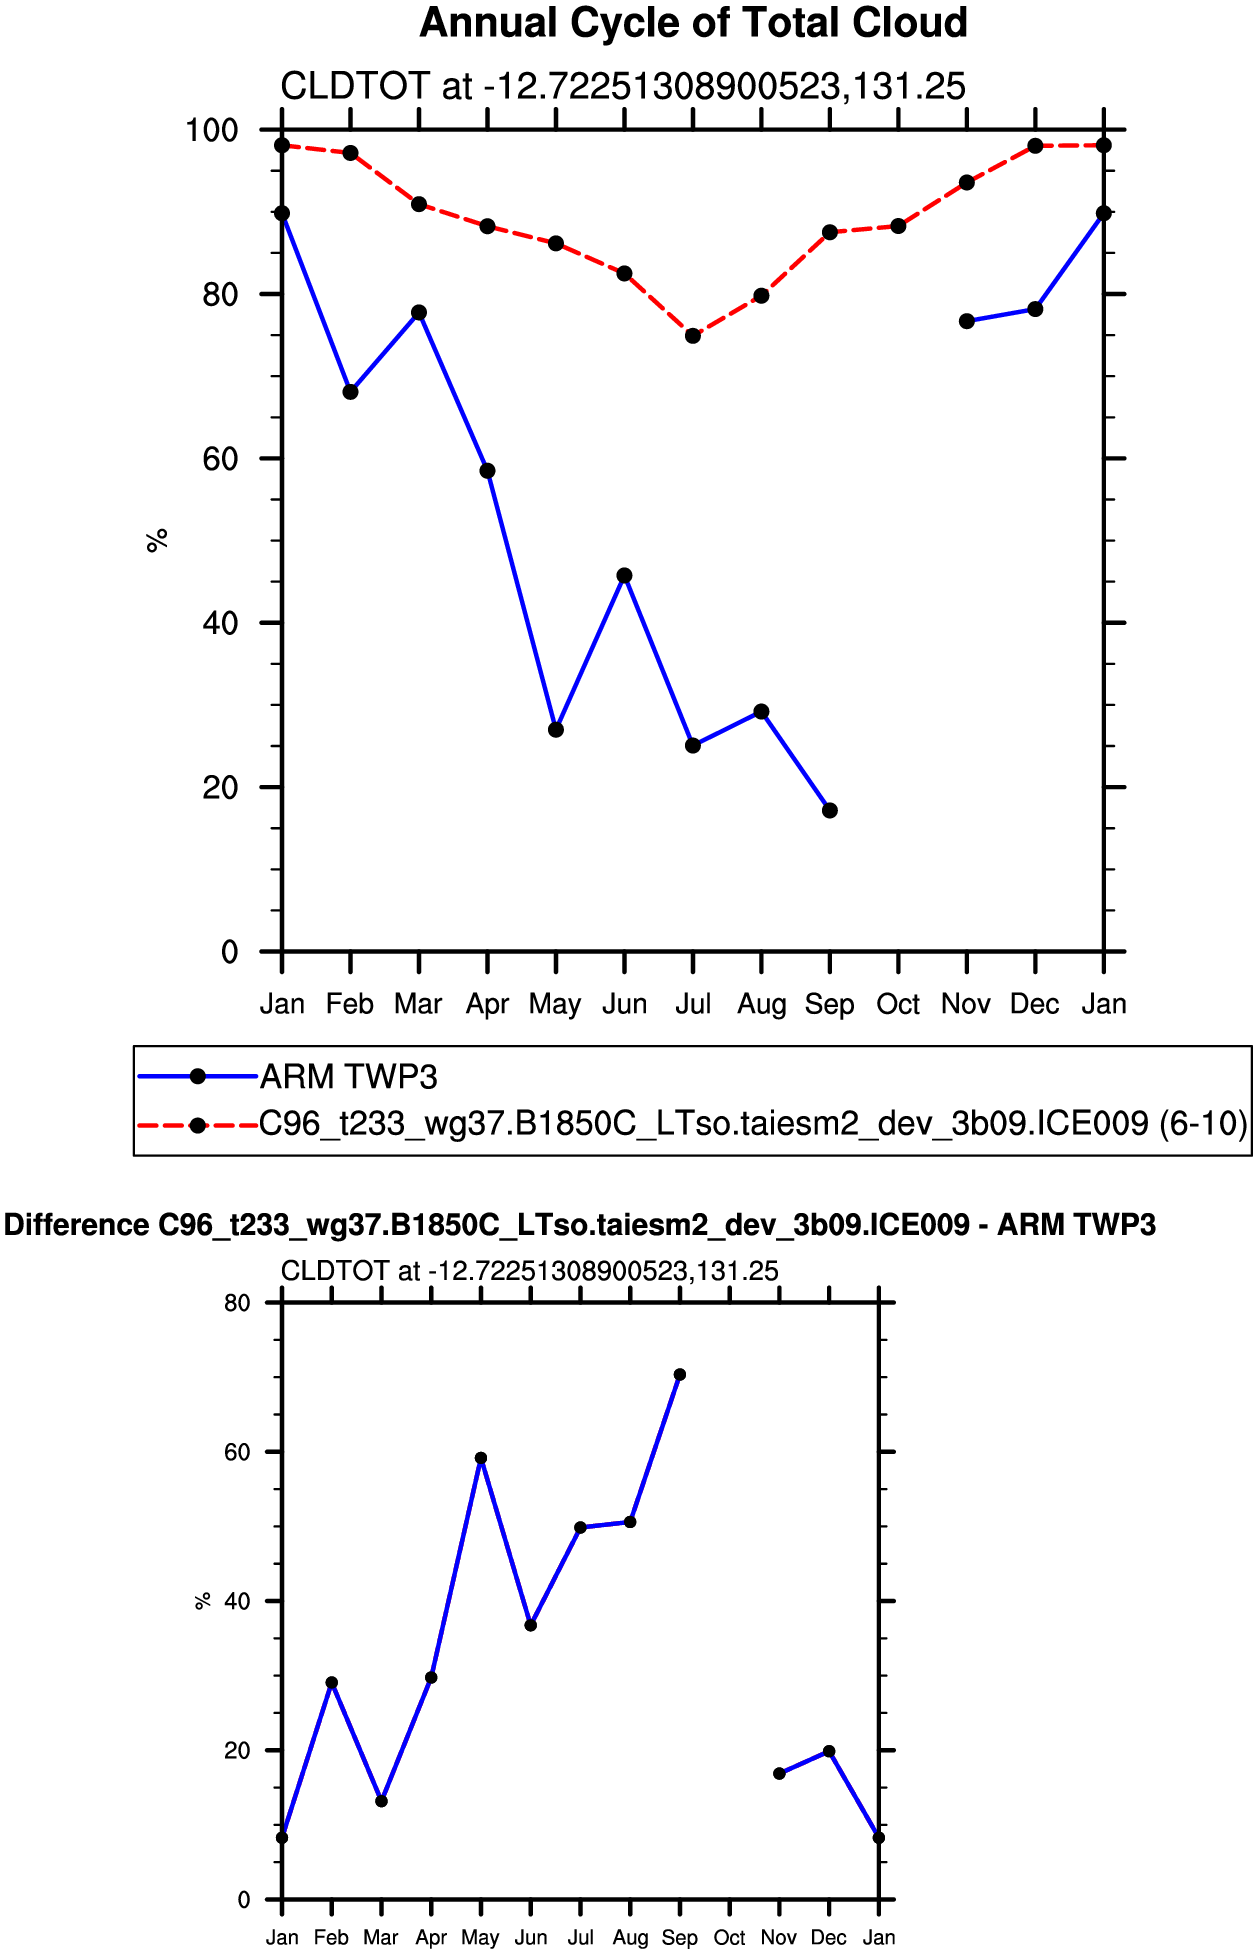 Annual Cycle of Total Cloud
CLDTOT at -12.72251308900523,131.25
100
80
60
40
20
0
%
Jan Feb Mar Apr May Jun Jul Aug Sep Oct Nov Dec Jan
ARM TWP3
C96_t233_wg37.B1850C_LTso.taiesm2_dev_3b09.ICE009 (6-10)
Difference C96_t233_wg37.B1850C_LTso.taiesm2_dev_3b09.ICE009 - ARM TWP3
CLDTOT at -12.72251308900523,131.25
80
60
40
20
0
%
Jan Feb Mar Apr May Jun Jul Aug Sep Oct Nov Dec Jan